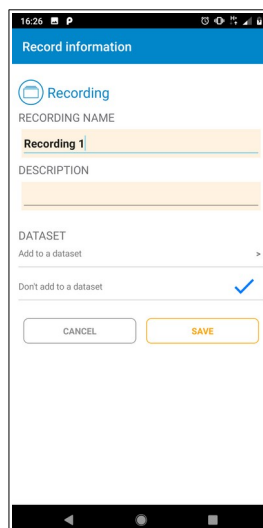 16:26
Record information
Recording
RECORDING NAME
Recording 1
DESCRIPTION
DATASET
Add to a dataset >
Don't add to a dataset
CANCEL SAVE